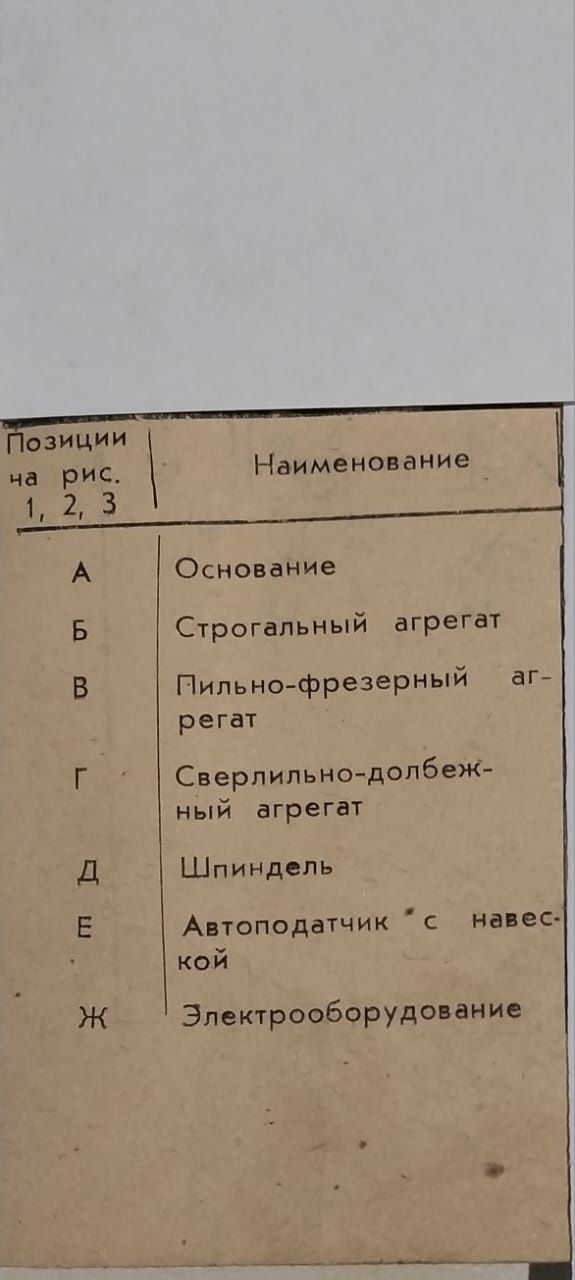 Позиции
на рис.
1, 2, 3
Наименование
А Основание
Б Строгальный агрегат
В Пильно-фрезерный аг-
регат
Г Сверлильно-долбеж-
ный агрегат
Д Шпиндель
Е Автоподатчик с навес-
кой
Ж Электрооборудование